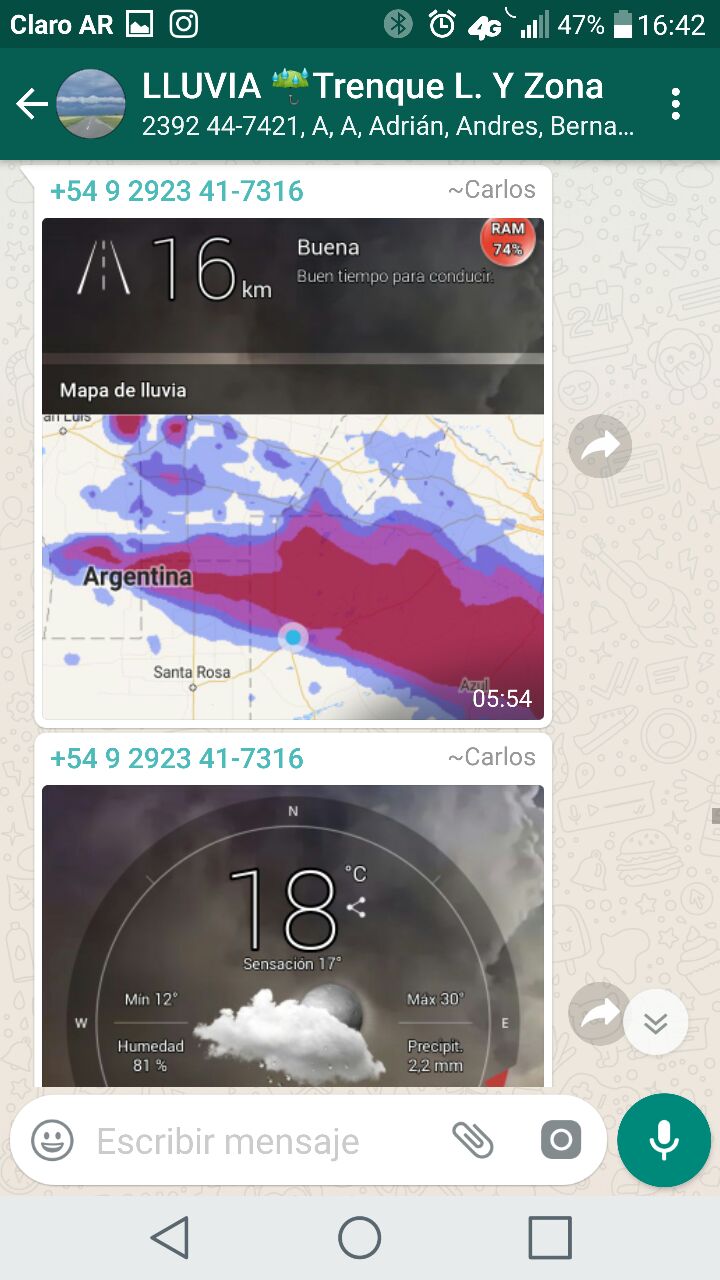 Claro AR 4G 47% 16:42
LLUVIA Trenque L. Y Zona
2392 44-7421, A, A, Adrián, Andres, Berna...
+54 9 2923 41-7316 ~Carlos
16 km
Buena
Buen tiempo para conducir.
RAM
74%
Mapa de lluvia
an Luis
Argentina
Santa Rosa
Azul
05:54
+54 9 2923 41-7316 ~Carlos
N
18 °C
Sensación 17°
Mín 12°
Máx 30°
W
E
Humedad
81 %
Precipit.
2,2 mm
Escribir mensaje